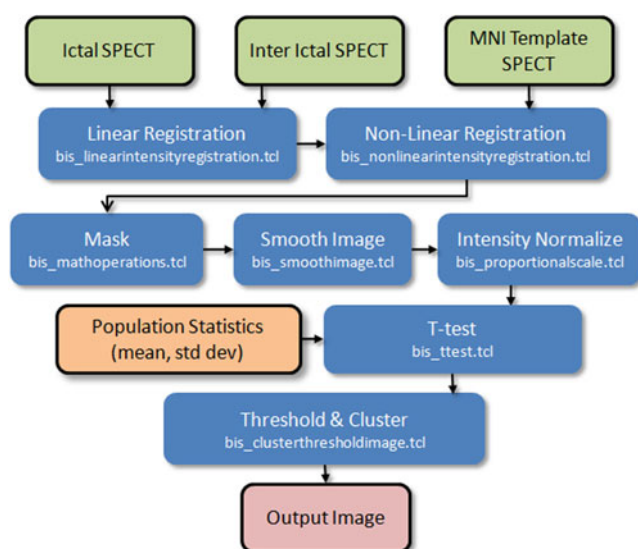 Ictal SPECT
Inter Ictal SPECT
MNI Template
SPECT
Linear Registration
bis_linearintensityregistration.tcl
Non-Linear Registration
bis_nonlinearintensityregistration.tcl
Mask
bis_mathoperations.tcl
Smooth Image
bis_smoothimage.tcl
Intensity Normalize
bis_proportionalscale.tcl
Population Statistics
(mean, std dev)
T-test
bis_ttest.tcl
Threshold & Cluster
bis_clusterthresholdimage.tcl
Output Image